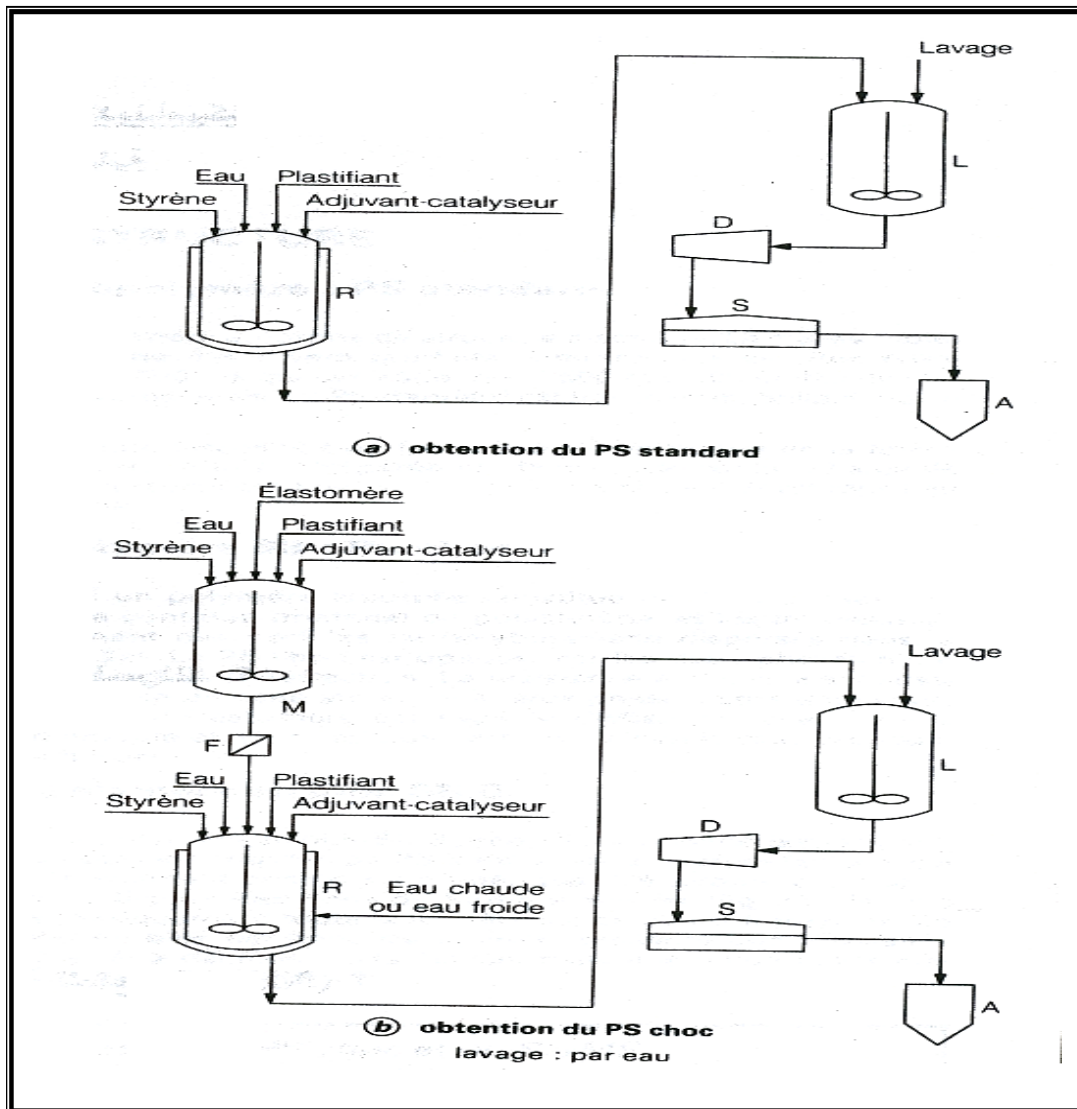 Lavage
L
Eau Plastifiant
Styrène Adjuvant-catalyseur
D
R
S
A
a obtention du PS standard
Élastomère
Eau Plastifiant
Styrène Adjuvant-catalyseur
Lavage
M
F
L
Eau Plastifiant
Styrène Adjuvant-catalyseur
D
R Eau chaude
ou eau froide
S
A
b obtention du PS choc
lavage : par eau